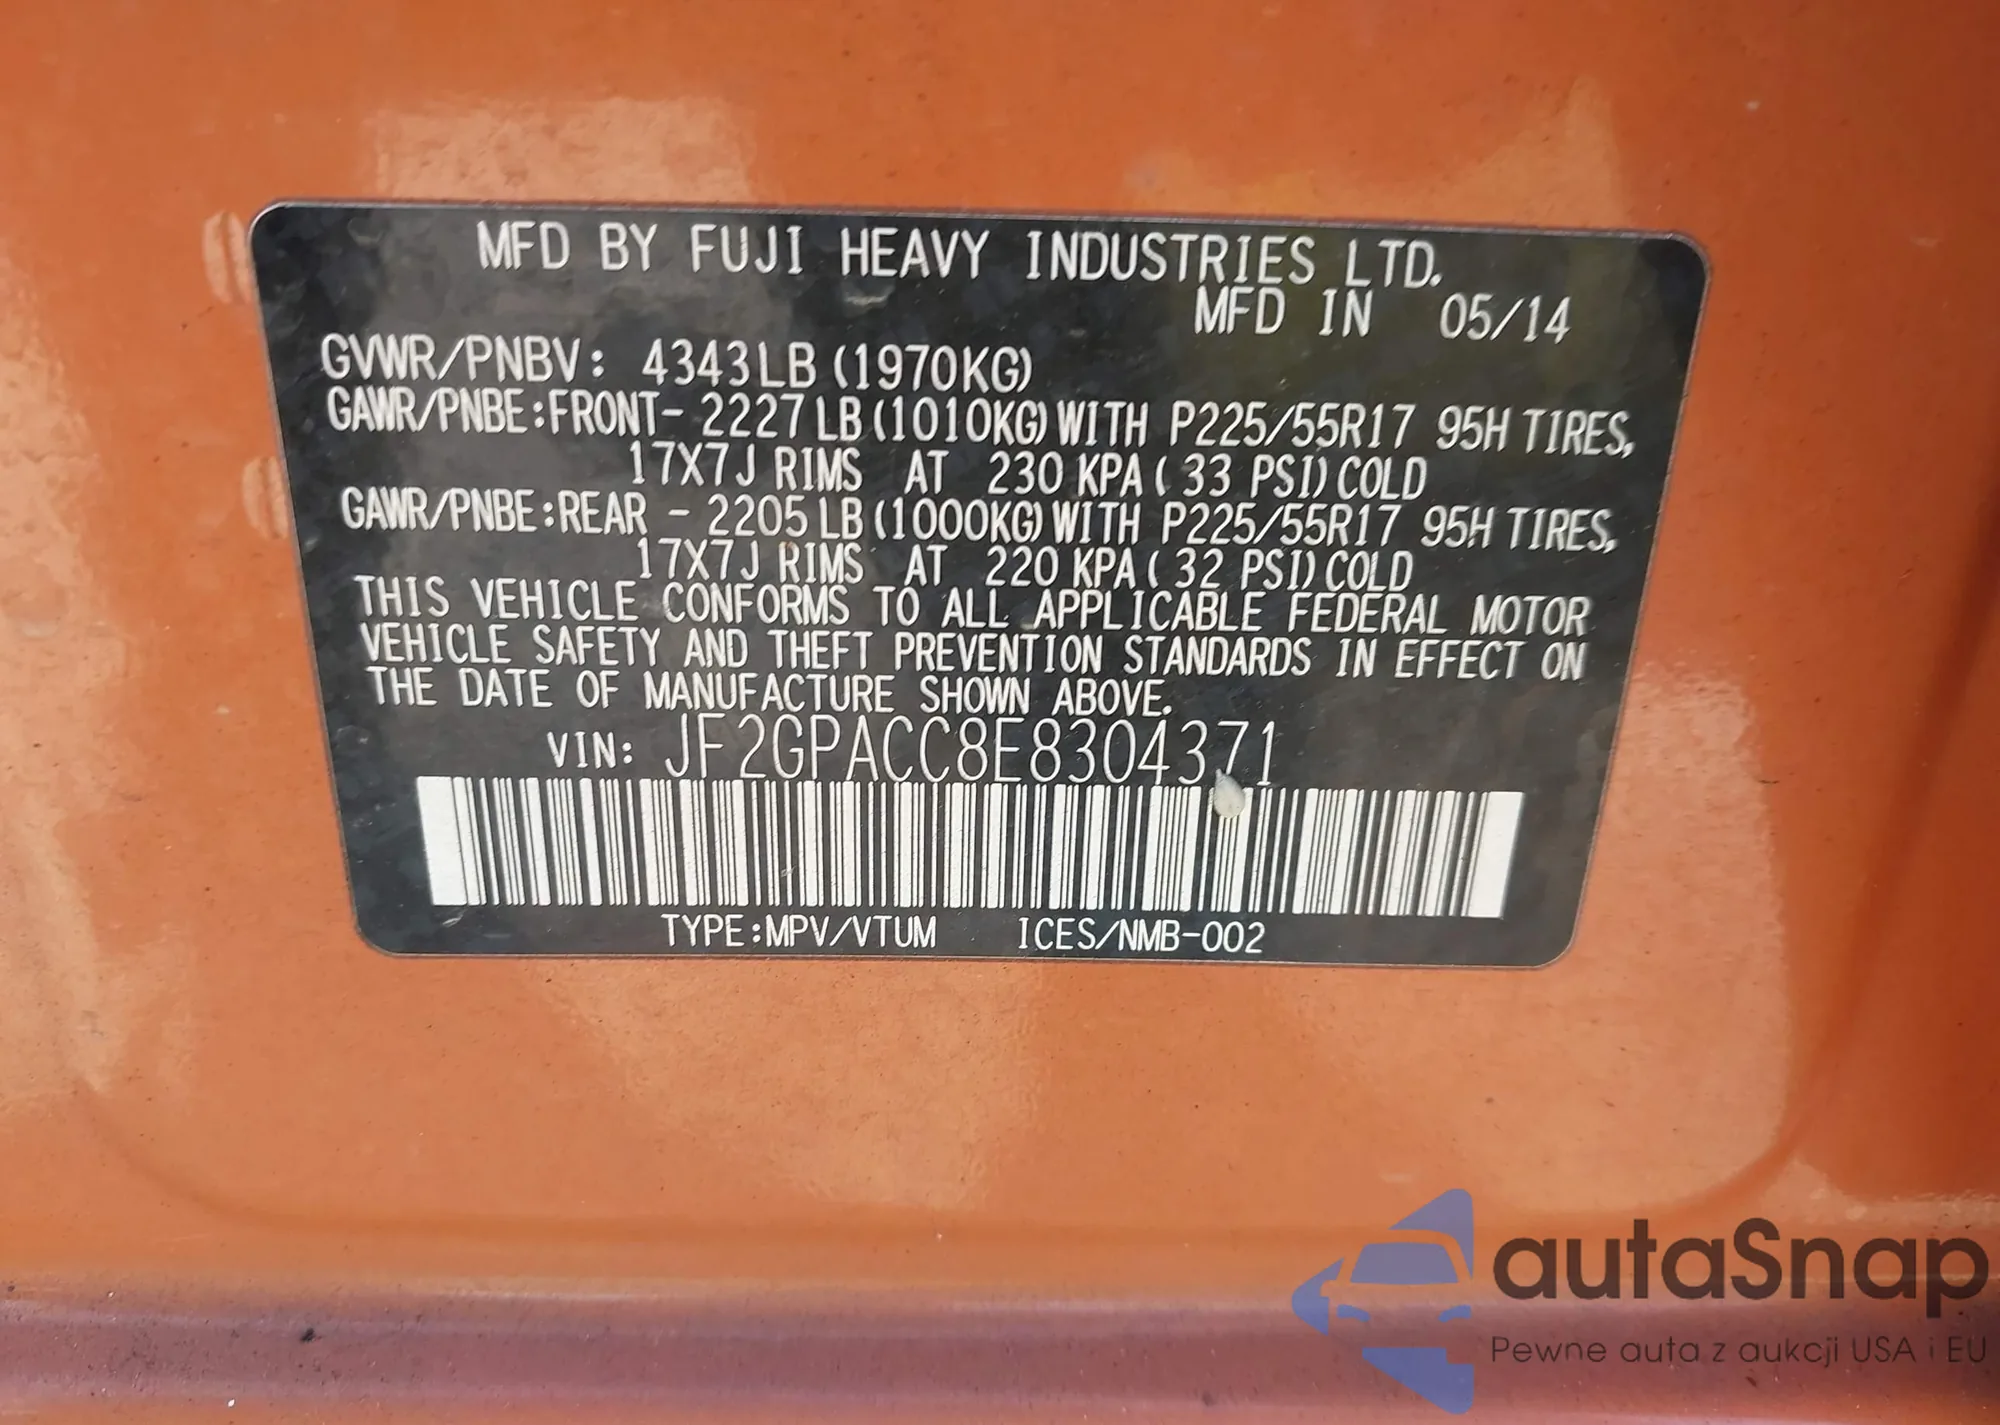 MFD BY FUJI HEAVY INDUSTRIES LTD.
MFD IN 05/14
GVWR/PNBV: 4343LB (1970KG)
GAWR/PNBE:FRONT- 2227LB (1010KG) WITH P225/55R17 95H TIRES,
17X7J RIMS AT 230 KPA ( 33 PSI) COLD
GAWR/PNBE:REAR - 2205LB (1000KG) WITH P225/55R17 95H TIRES,
17X7J RIMS AT 220 KPA ( 32 PSI) COLD
THIS VEHICLE CONFORMS TO ALL APPLICABLE FEDERAL MOTOR
VEHICLE SAFETY AND THEFT PREVENTION STANDARDS IN EFFECT ON
THE DATE OF MANUFACTURE SHOWN ABOVE.
VIN: JF2GPACC8E8304371
TYPE:MPV/VTUM ICES/NMB-002
autaSnap
Pewne auta z aukcji USA i EU